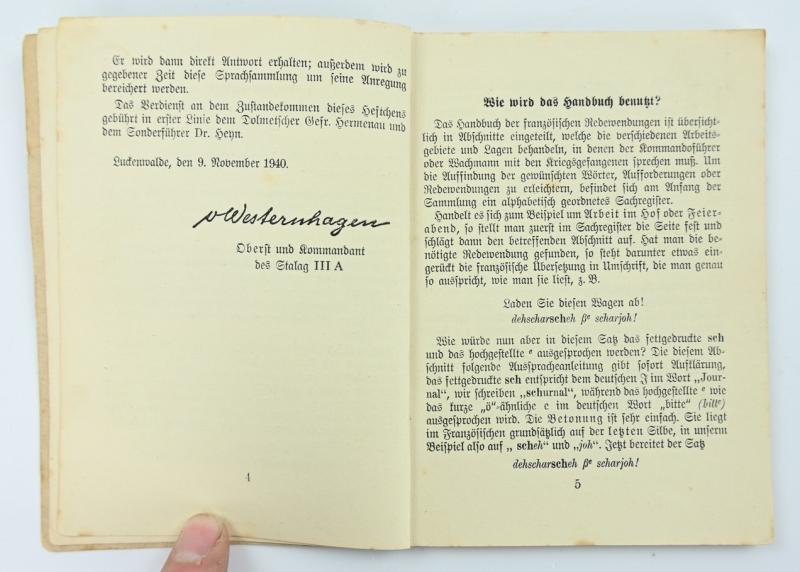 Er wird dann direkt Antwort erhalten; außerdem wird zu
gegebener Zeit diese Sprachsammlung um seine Anregung
bereichert werden.
Das Verdienst an dem Zustandekommen dieses Heftchens
gebührt in erster Linie dem Dolmetscher Gefr. Hermenau und
dem Sonderführer Dr. Heyn.
Luckenwalde, den 9. November 1940.
v Westernhagen
Oberst und Kommandant
des Stalag III A
4
Wie wird das Handbuch benutzt?
Das Handbuch der französischen Redewendungen ist übersicht-
lich in Abschnitte eingeteilt, welche die verschiedenen Arbeits-
gebiete und Lagen behandeln, in denen der Kommandoführer
oder Wachmann mit den Kriegsgefangenen sprechen muß. Um
die Auffindung der gewünschten Wörter, Aufforderungen oder
Redewendungen zu erleichtern, befindet sich am Anfang der
Sammlung ein alphabetisch geordnetes Sachregister.
Handelt es sich zum Beispiel um Arbeit im Hof oder Feier-
abend, so stellt man zuerst im Sachregister die Seite fest und
schlägt dann den betreffenden Abschnitt auf. Hat man die be-
nötigte Redewendung gefunden, so steht darunter etwas ein-
gerückt die französische Übersetzung in Umschrift, die man genau
so ausspricht, wie man sie liest, z. B.
Laden Sie diesen Wagen ab!
dehscharscheh ßᵉ scharjoh!
Wie würde nun aber in diesem Satz das fettgedruckte sch
und das hochgestellte ᵉ ausgesprochen werden? Die diesem Ab-
schnitt folgende Ausspracheanleitung gibt sofort Aufklärung,
das fettgedruckte sch entspricht dem deutschen J im Wort „Jour-
nal“, wir schreiben „schurnal“, während das hochgestellte ᵉ wie
das kurze „ö“-ähnliche e im deutschen Wort „bitte“ (bittᵉ)
ausgesprochen wird. Die Betonung ist sehr einfach. Sie liegt
im Französischen grundsätzlich auf der letzten Silbe, in unserm
Beispiel also auf „ scheh“ und „joh“. Jetzt bereitet der Satz
dehscharscheh ßᵉ scharjoh!
5